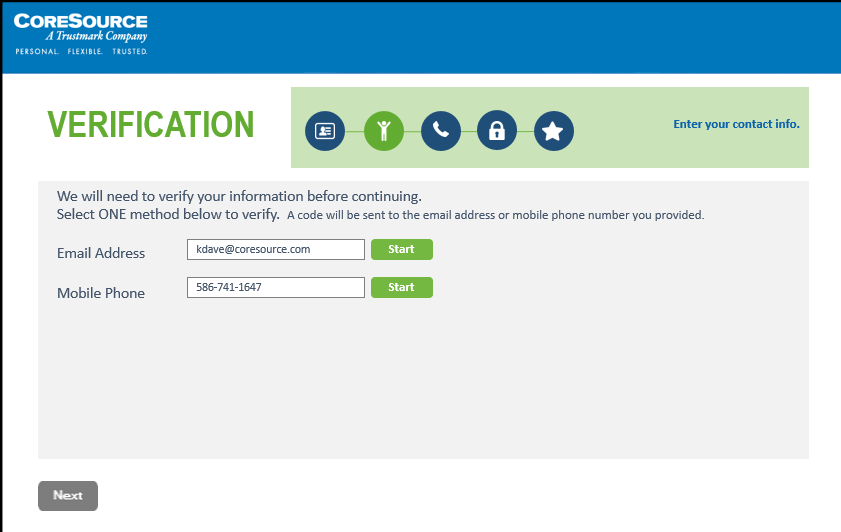 CORESOURCE
A Trustmark Company
PERSONAL. FLEXIBLE. TRUSTED.
VERIFICATION
Enter your contact info.
We will need to verify your information before continuing.
Select ONE method below to verify. A code will be sent to the email address or mobile phone number you provided.
Email Address kdave@coresource.com Start
Mobile Phone 586-741-1647 Start
Next